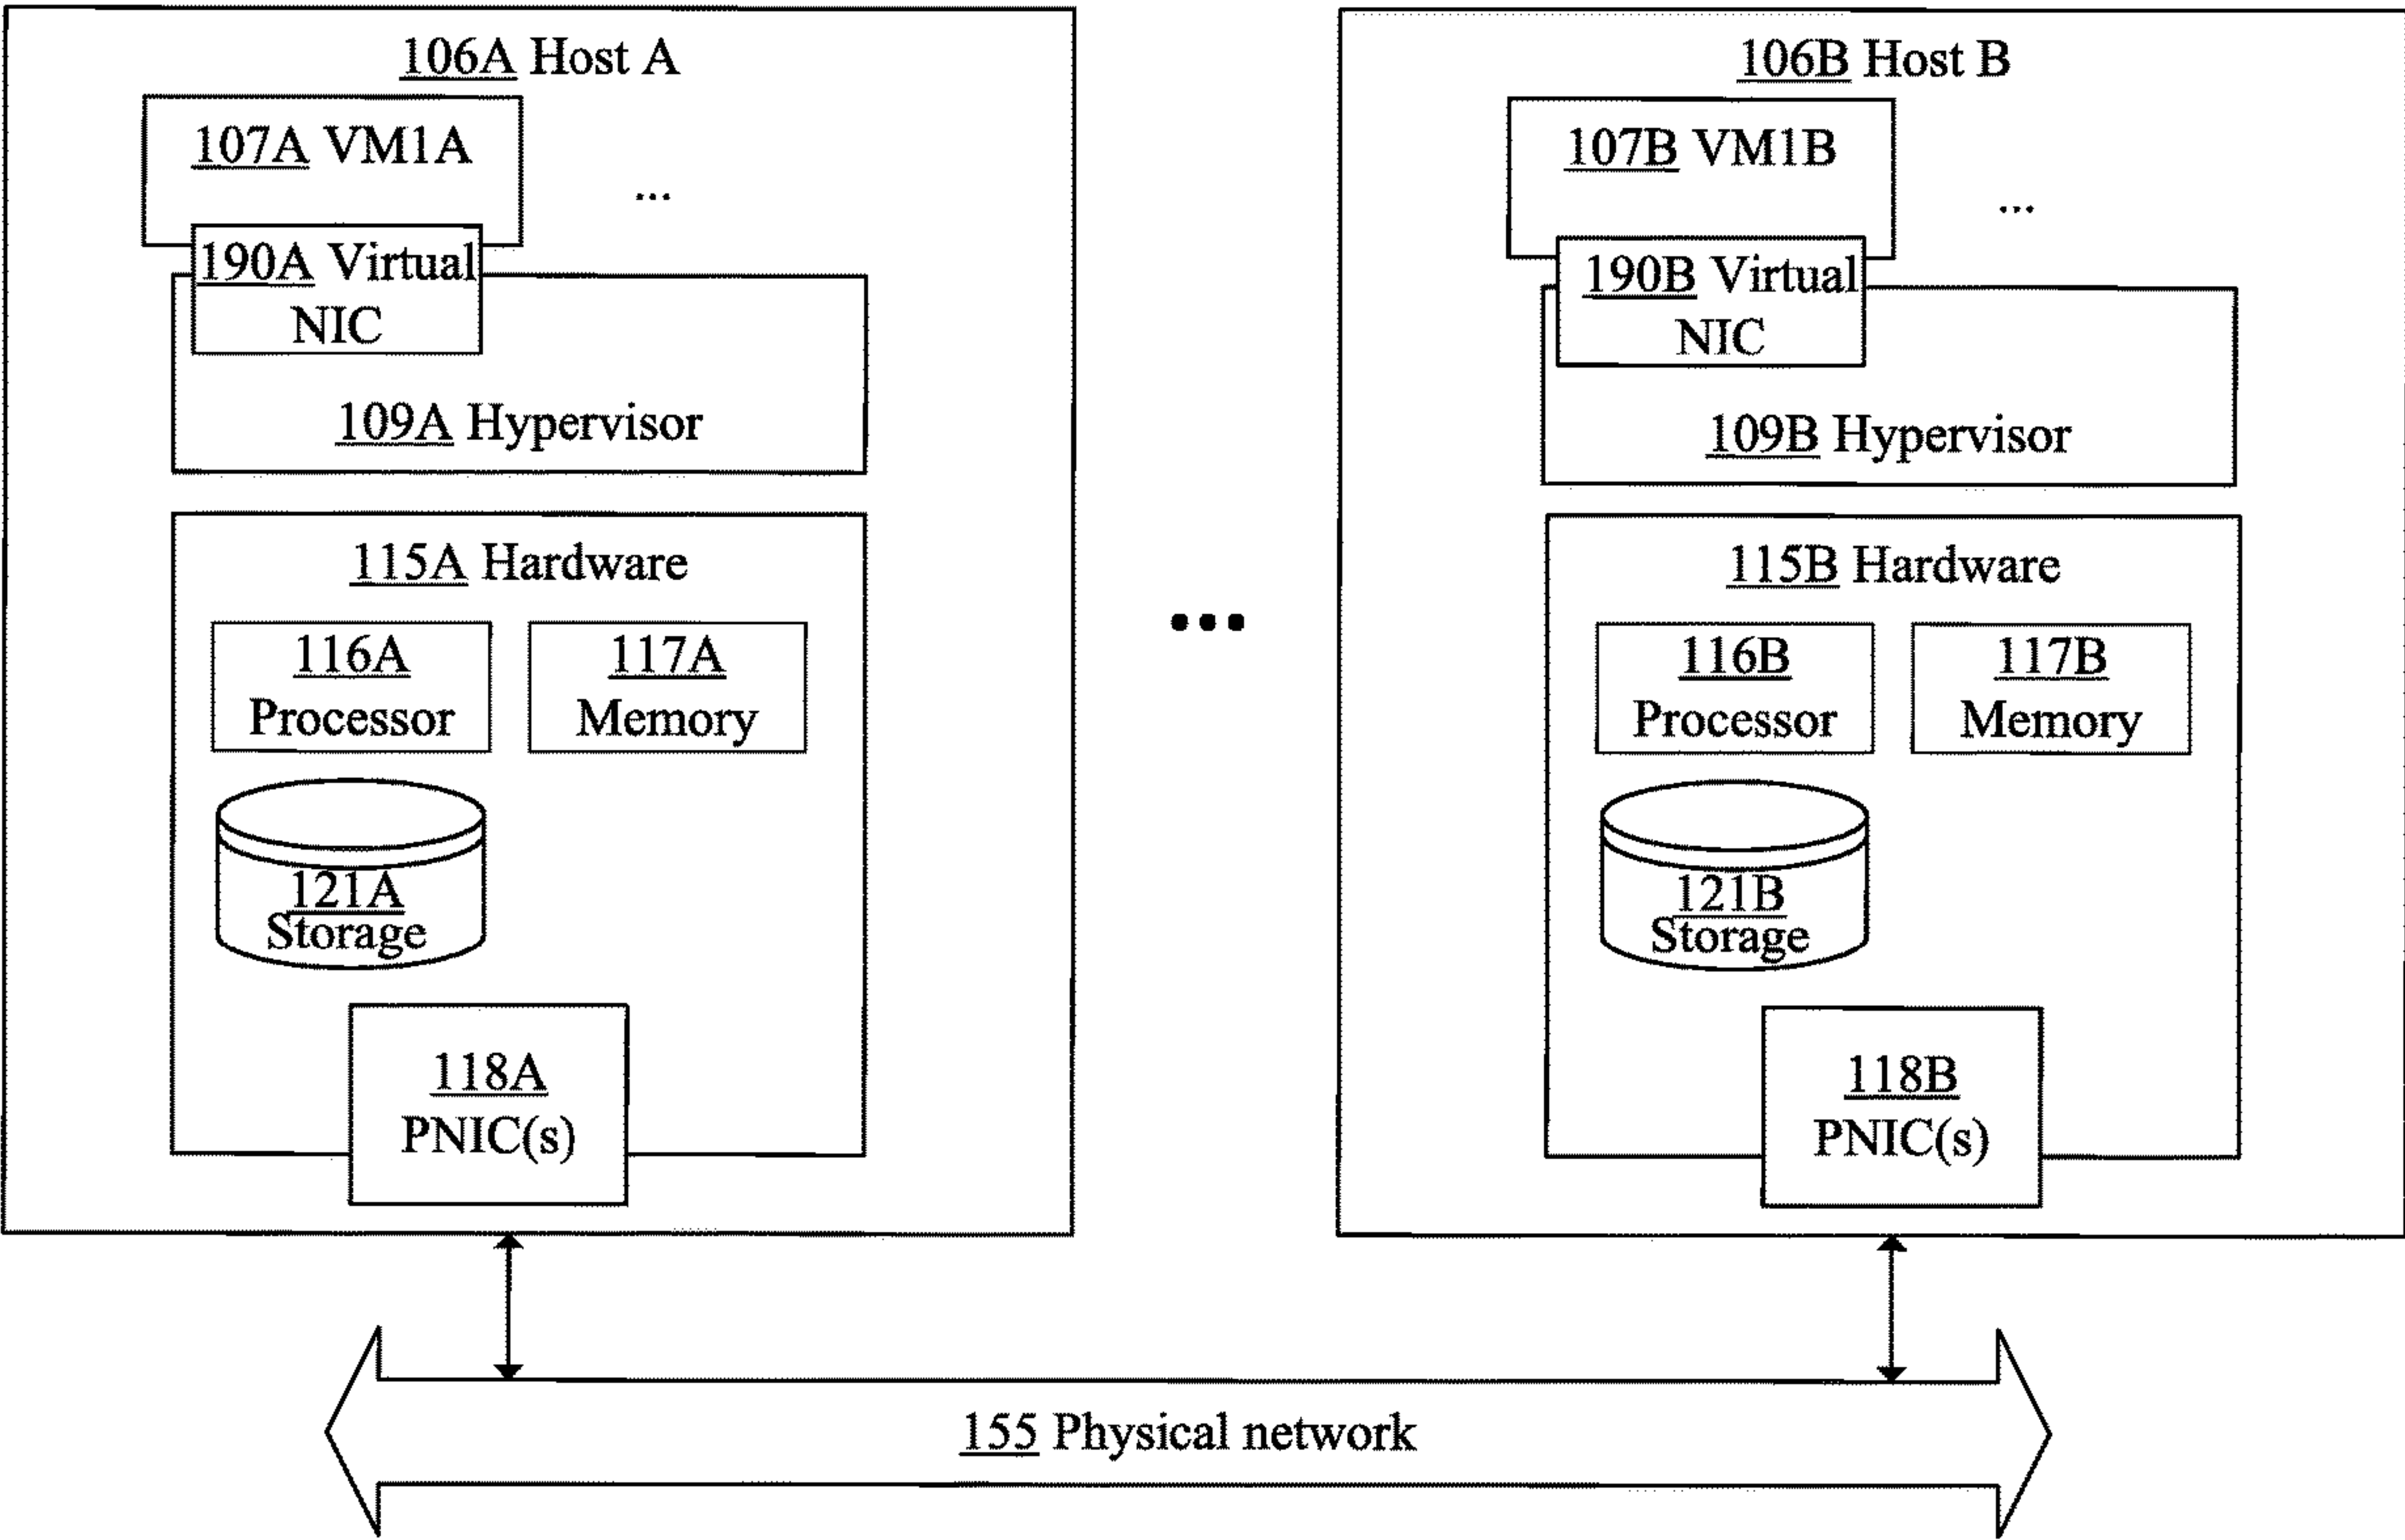 106A Host A
107A VM1A
...
190A Virtual
NIC
109A Hypervisor
115A Hardware
116A
Processor
117A
Memory
121A
Storage
118A
PNIC(s)
...
106B Host B
107B VM1B
...
190B Virtual
NIC
109B Hypervisor
115B Hardware
116B
Processor
117B
Memory
121B
Storage
118B
PNIC(s)
155 Physical network